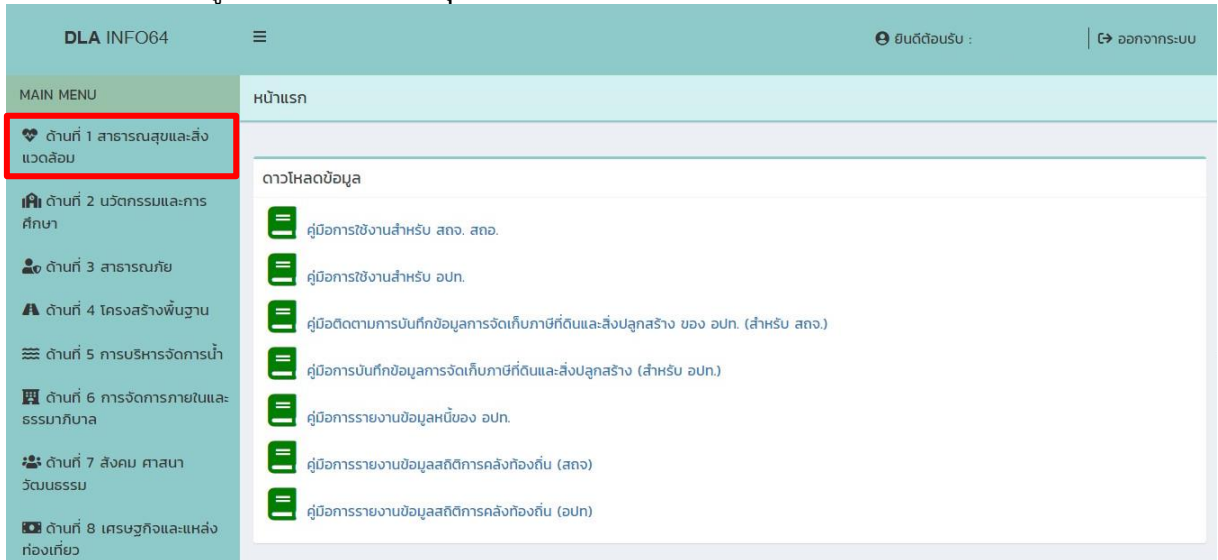 DLA INFO64
ยินดีต้อนรับ :
ออกจากระบบ
MAIN MENU
หน้าแรก
ด้านที่ 1 สาธารณสุขและสิ่ง
แวดล้อม
ด้านที่ 2 นวัตกรรมและการ
ศึกษา
ด้านที่ 3 สาธารณภัย
ด้านที่ 4 โครงสร้างพื้นฐาน
ด้านที่ 5 การบริหารจัดการน้ำ
ด้านที่ 6 การจัดการภายในและ
ธรรมาภิบาล
ด้านที่ 7 สังคม ศาสนา
วัฒนธรรม
ด้านที่ 8 เศรษฐกิจและแหล่ง
ท่องเที่ยว
ดาวโหลดข้อมูล
คู่มือการใช้งานสำหรับ สถจ. สถอ.
คู่มือการใช้งานสำหรับ อปท.
คู่มือติดตามการบันทึกข้อมูลการจัดเก็บภาษีที่ดินและสิ่งปลูกสร้าง ของ อปท. (สำหรับ สถจ.)
คู่มือการบันทึกข้อมูลการจัดเก็บภาษีที่ดินและสิ่งปลูกสร้าง (สำหรับ อปท.)
คู่มือการรายงานข้อมูลหนี้ของ อปท.
คู่มือการรายงานข้อมูลสถิติการคลังท้องถิ่น (สถจ)
คู่มือการรายงานข้อมูลสถิติการคลังท้องถิ่น (อปท)